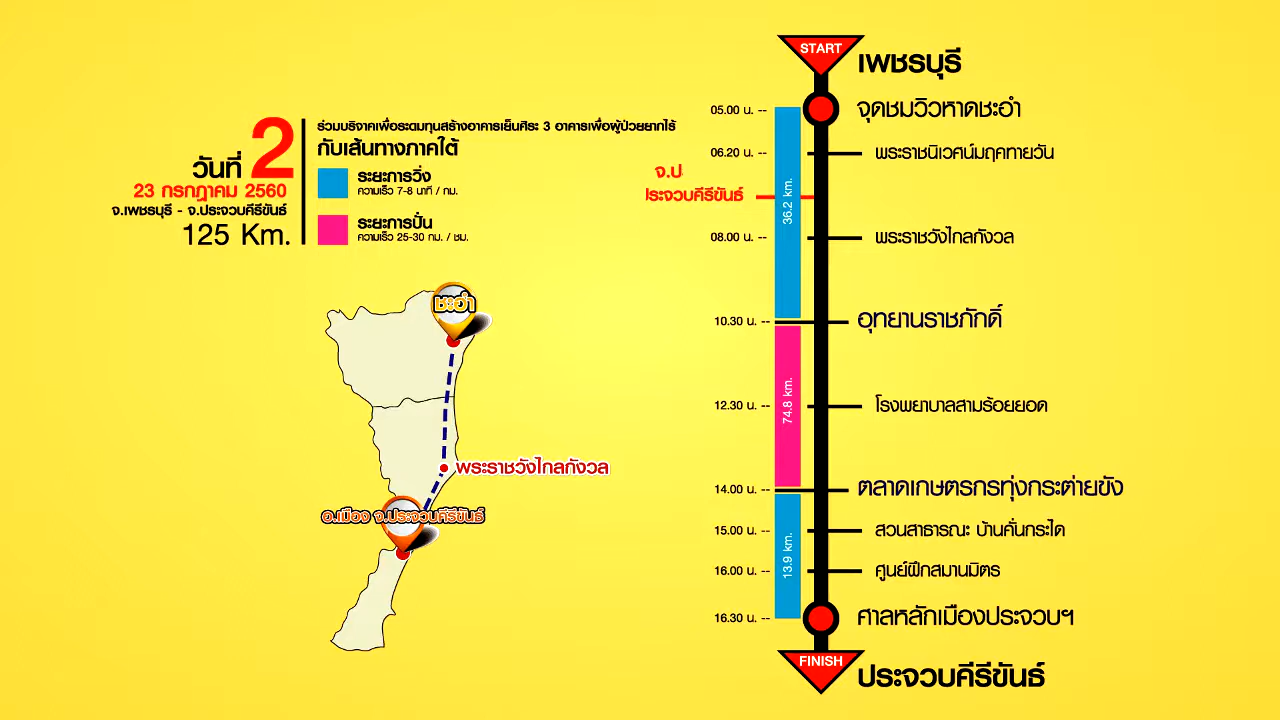 ร่วมบริจาคเพื่อระดมทุนสร้างอาคารเย็นศิระ 3 อาคารเพื่อผู้ป่วยยากไร้
กับเส้นทางภาคใต้
วันที่ 2
23 กรกฎาคม 2560
จ.เพชรบุรี - จ.ประจวบคีรีขันธ์
125 Km.
ระยะการวิ่ง
ความเร็ว 7-8 นาที / กม.
ระยะการปั่น
ความเร็ว 25-30 กม. / ชม.
ชะอำ
พระราชวังไกลกังวล
อ.เมือง จ.ประจวบคีรีขันธ์
START
เพชรบุรี
05.00 น. -- จุดชมวิวหาดชะอำ
06.20 น. -- พระราชนิเวศน์มฤคทายวัน
จ.ป
ประจวบคีรีขันธ์
36.2 km.
08.00 น. -- พระราชวังไกลกังวล
10.30 น. -- อุทยานราชภักดิ์
74.8 km.
12.30 น. -- โรงพยาบาลสามร้อยยอด
14.00 น. -- ตลาดเกษตรกรทุ่งกระต่ายขัง
15.00 น. -- สวนสาธารณะ บ้านคั่นกระได
13.9 km.
16.00 น. -- ศูนย์ฝึกสมานมิตร
16.30 น. -- ศาลหลักเมืองประจวบฯ
FINISH
ประจวบคีรีขันธ์